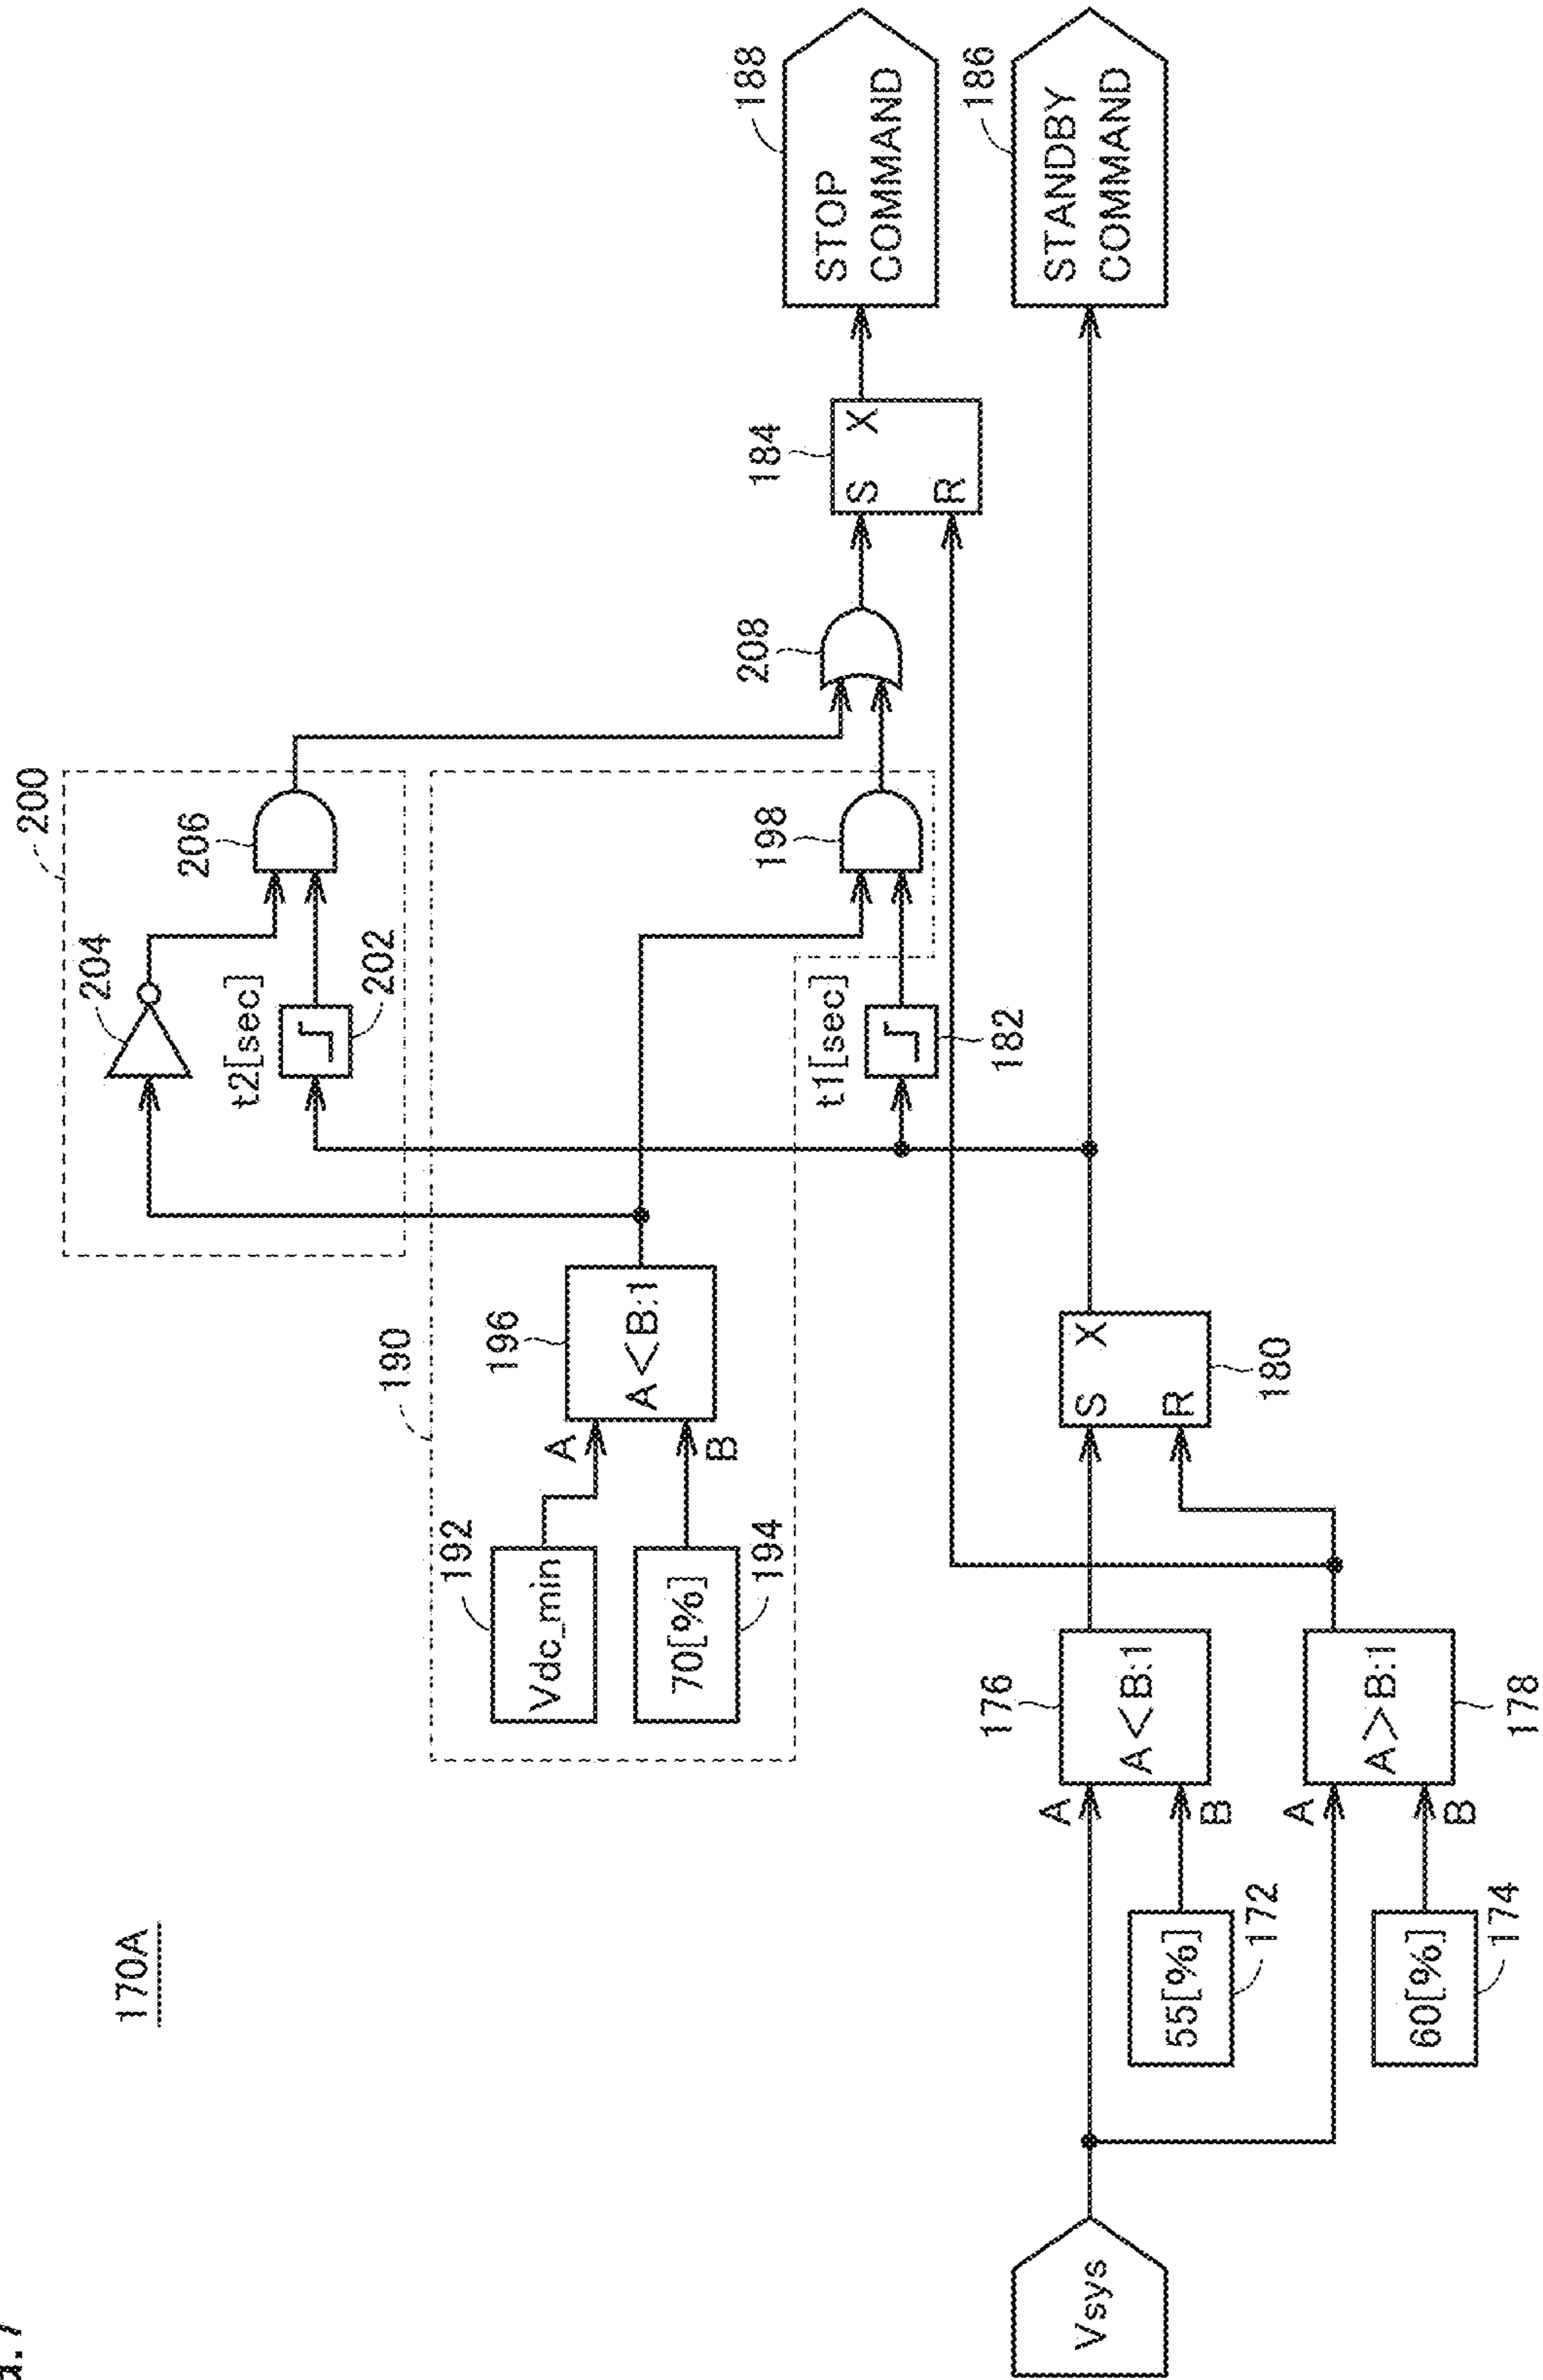 170A
200
204
206
t2[sec]
202
190
192
Vdc_min
A
196
A<B:1
70[%]
194
B
t1[sec]
182
198
208
184
S
X
R
188
STOP
COMMAND
186
STANDBY
COMMAND
Vsys
A
176
A<B:1
55[%]
172
B
S
X
R
180
A
A>B:1
178
60[%]
174
B